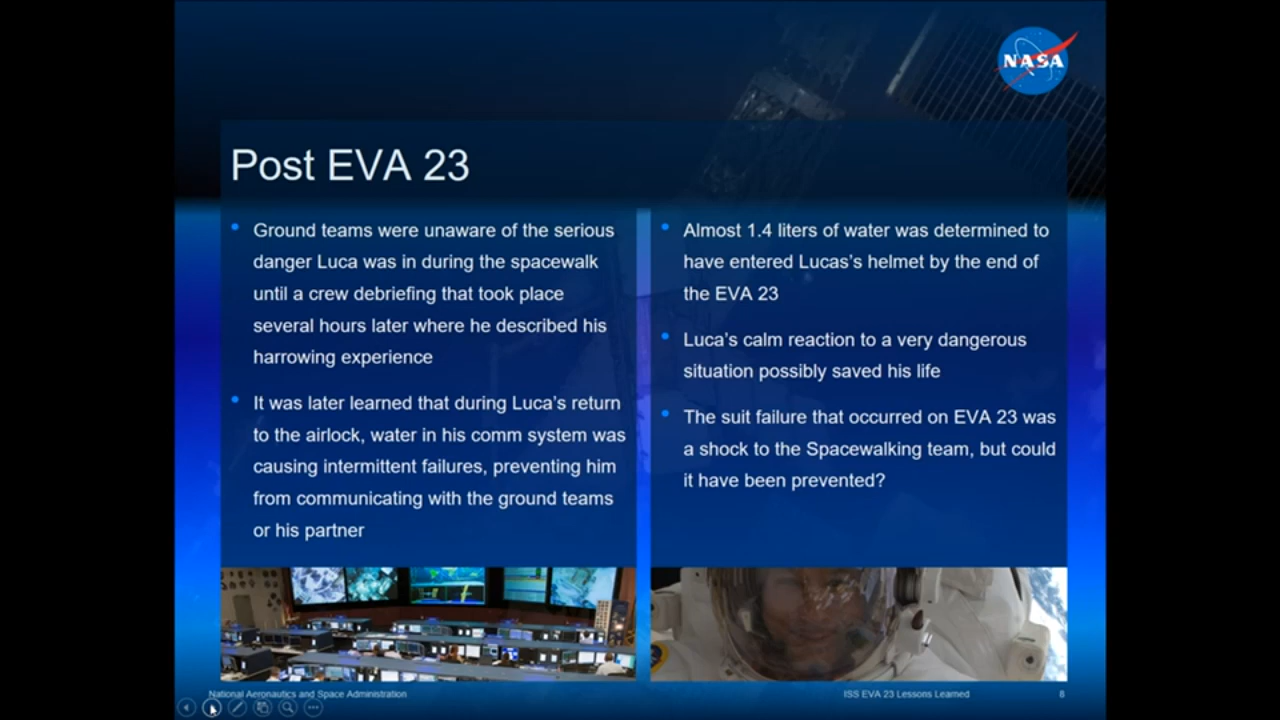 NASA
Post EVA 23
Ground teams were unaware of the serious
danger Luca was in during the spacewalk
until a crew debriefing that took place
several hours later where he described his
harrowing experience
It was later learned that during Luca's return
to the airlock, water in his comm system was
causing intermittent failures, preventing him
from communicating with the ground teams
or his partner
Almost 1.4 liters of water was determined to
have entered Lucas's helmet by the end of
the EVA 23
Luca's calm reaction to a very dangerous
situation possibly saved his life
The suit failure that occurred on EVA 23 was
a shock to the Spacewalking team, but could
it have been prevented?
National Aeronautics and Space Administration
ISS EVA 23 Lessons Learned
8